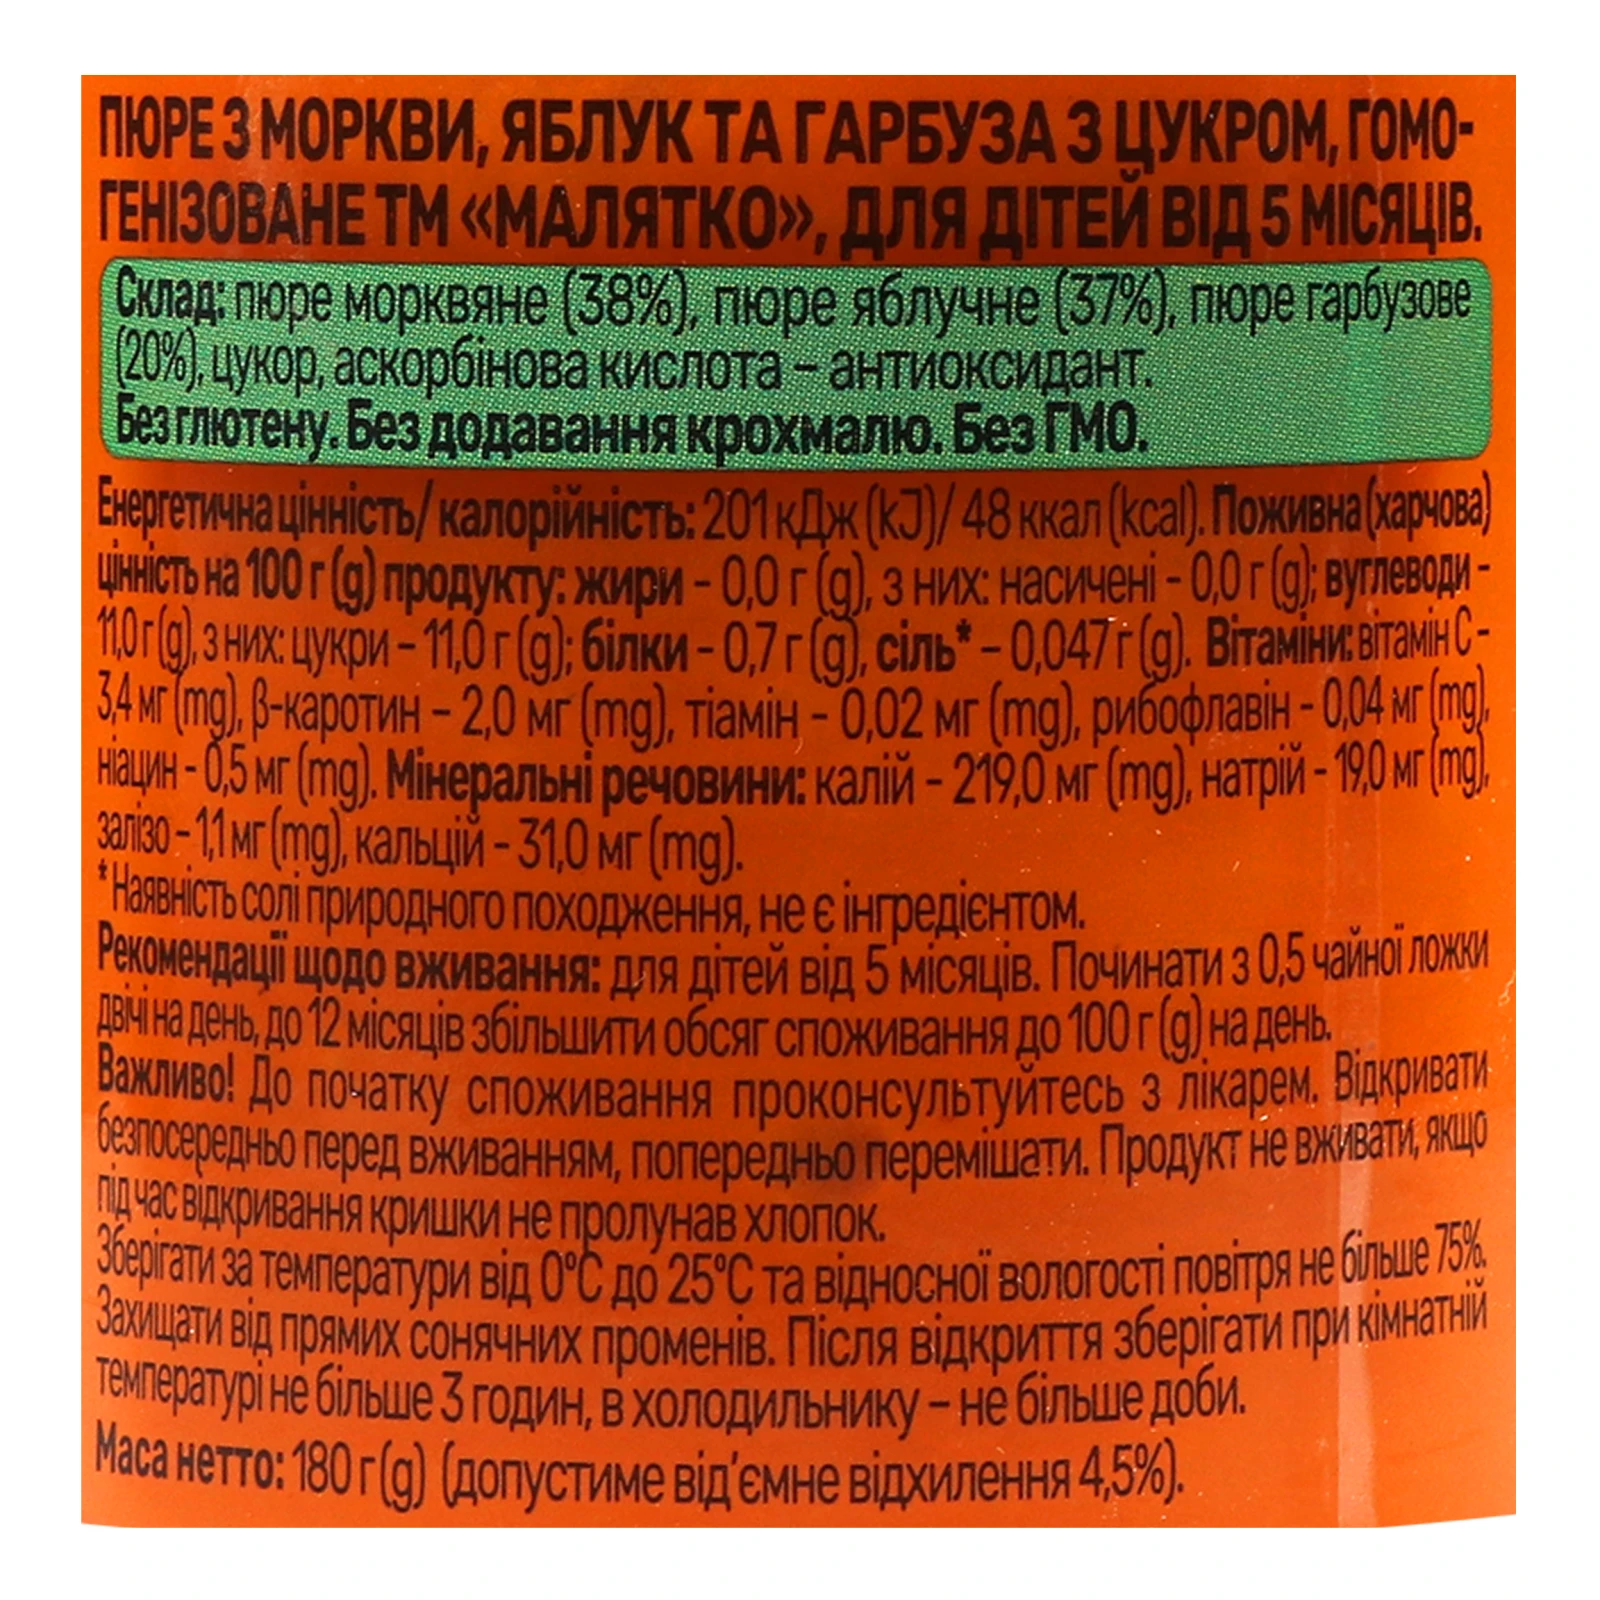 ПЮРЕ З МОРКВИ, ЯБЛУК ТА ГАРБУЗА З ЦУКРОМ, ГОМО-
ГЕНІЗОВАНЕ ТМ «МАЛЯТКО», ДЛЯ ДІТЕЙ ВІД 5 МІСЯЦІВ.
Склад: пюре морквяне (38%), пюре яблучне (37%), пюре гарбузове
(20%), цукор, аскорбінова кислота – антиоксидант.
Без глютену. Без додавання крохмалю. Без ГМО.
Енергетична цінність/ калорійність: 201 кДж (kJ)/ 48 ккал (kcal). Поживна (харчова)
цінність на 100 г (g) продукту: жири – 0,0 г (g), з них: насичені – 0,0 г (g); вуглеводи –
11,0 г (g), з них: цукри – 11,0 г (g); білки – 0,7 г (g), сіль* – 0,047 г (g). Вітаміни: вітамін С –
3,4 мг (mg), β-каротин – 2,0 мг (mg), тіамін – 0,02 мг (mg), рибофлавін – 0,04 мг (mg),
ніацин – 0,5 мг (mg). Мінеральні речовини: калій – 219,0 мг (mg), натрій – 19,0 мг (mg),
залізо – 1,1 мг (mg), кальцій – 31,0 мг (mg).
* Наявність солі природного походження, не є інгредієнтом.
Рекомендації щодо вживання: для дітей від 5 місяців. Починати з 0,5 чайної ложки
двічі на день, до 12 місяців збільшити обсяг споживання до 100 г (g) на день.
Важливо! До початку споживання проконсультуйтесь з лікарем. Відкривати
безпосередньо перед вживанням, попередньо перемішати. Продукт не вживати, якщо
під час відкривання кришки не пролунав хлопок.
Зберігати за температури від 0°С до 25°С та відносної вологості повітря не більше 75%.
Захищати від прямих сонячних променів. Після відкриття зберігати при кімнатній
температурі не більше 3 годин, в холодильнику – не більше доби.
Маса нетто: 180 г (g) (допустиме від'ємне відхилення 4,5%).